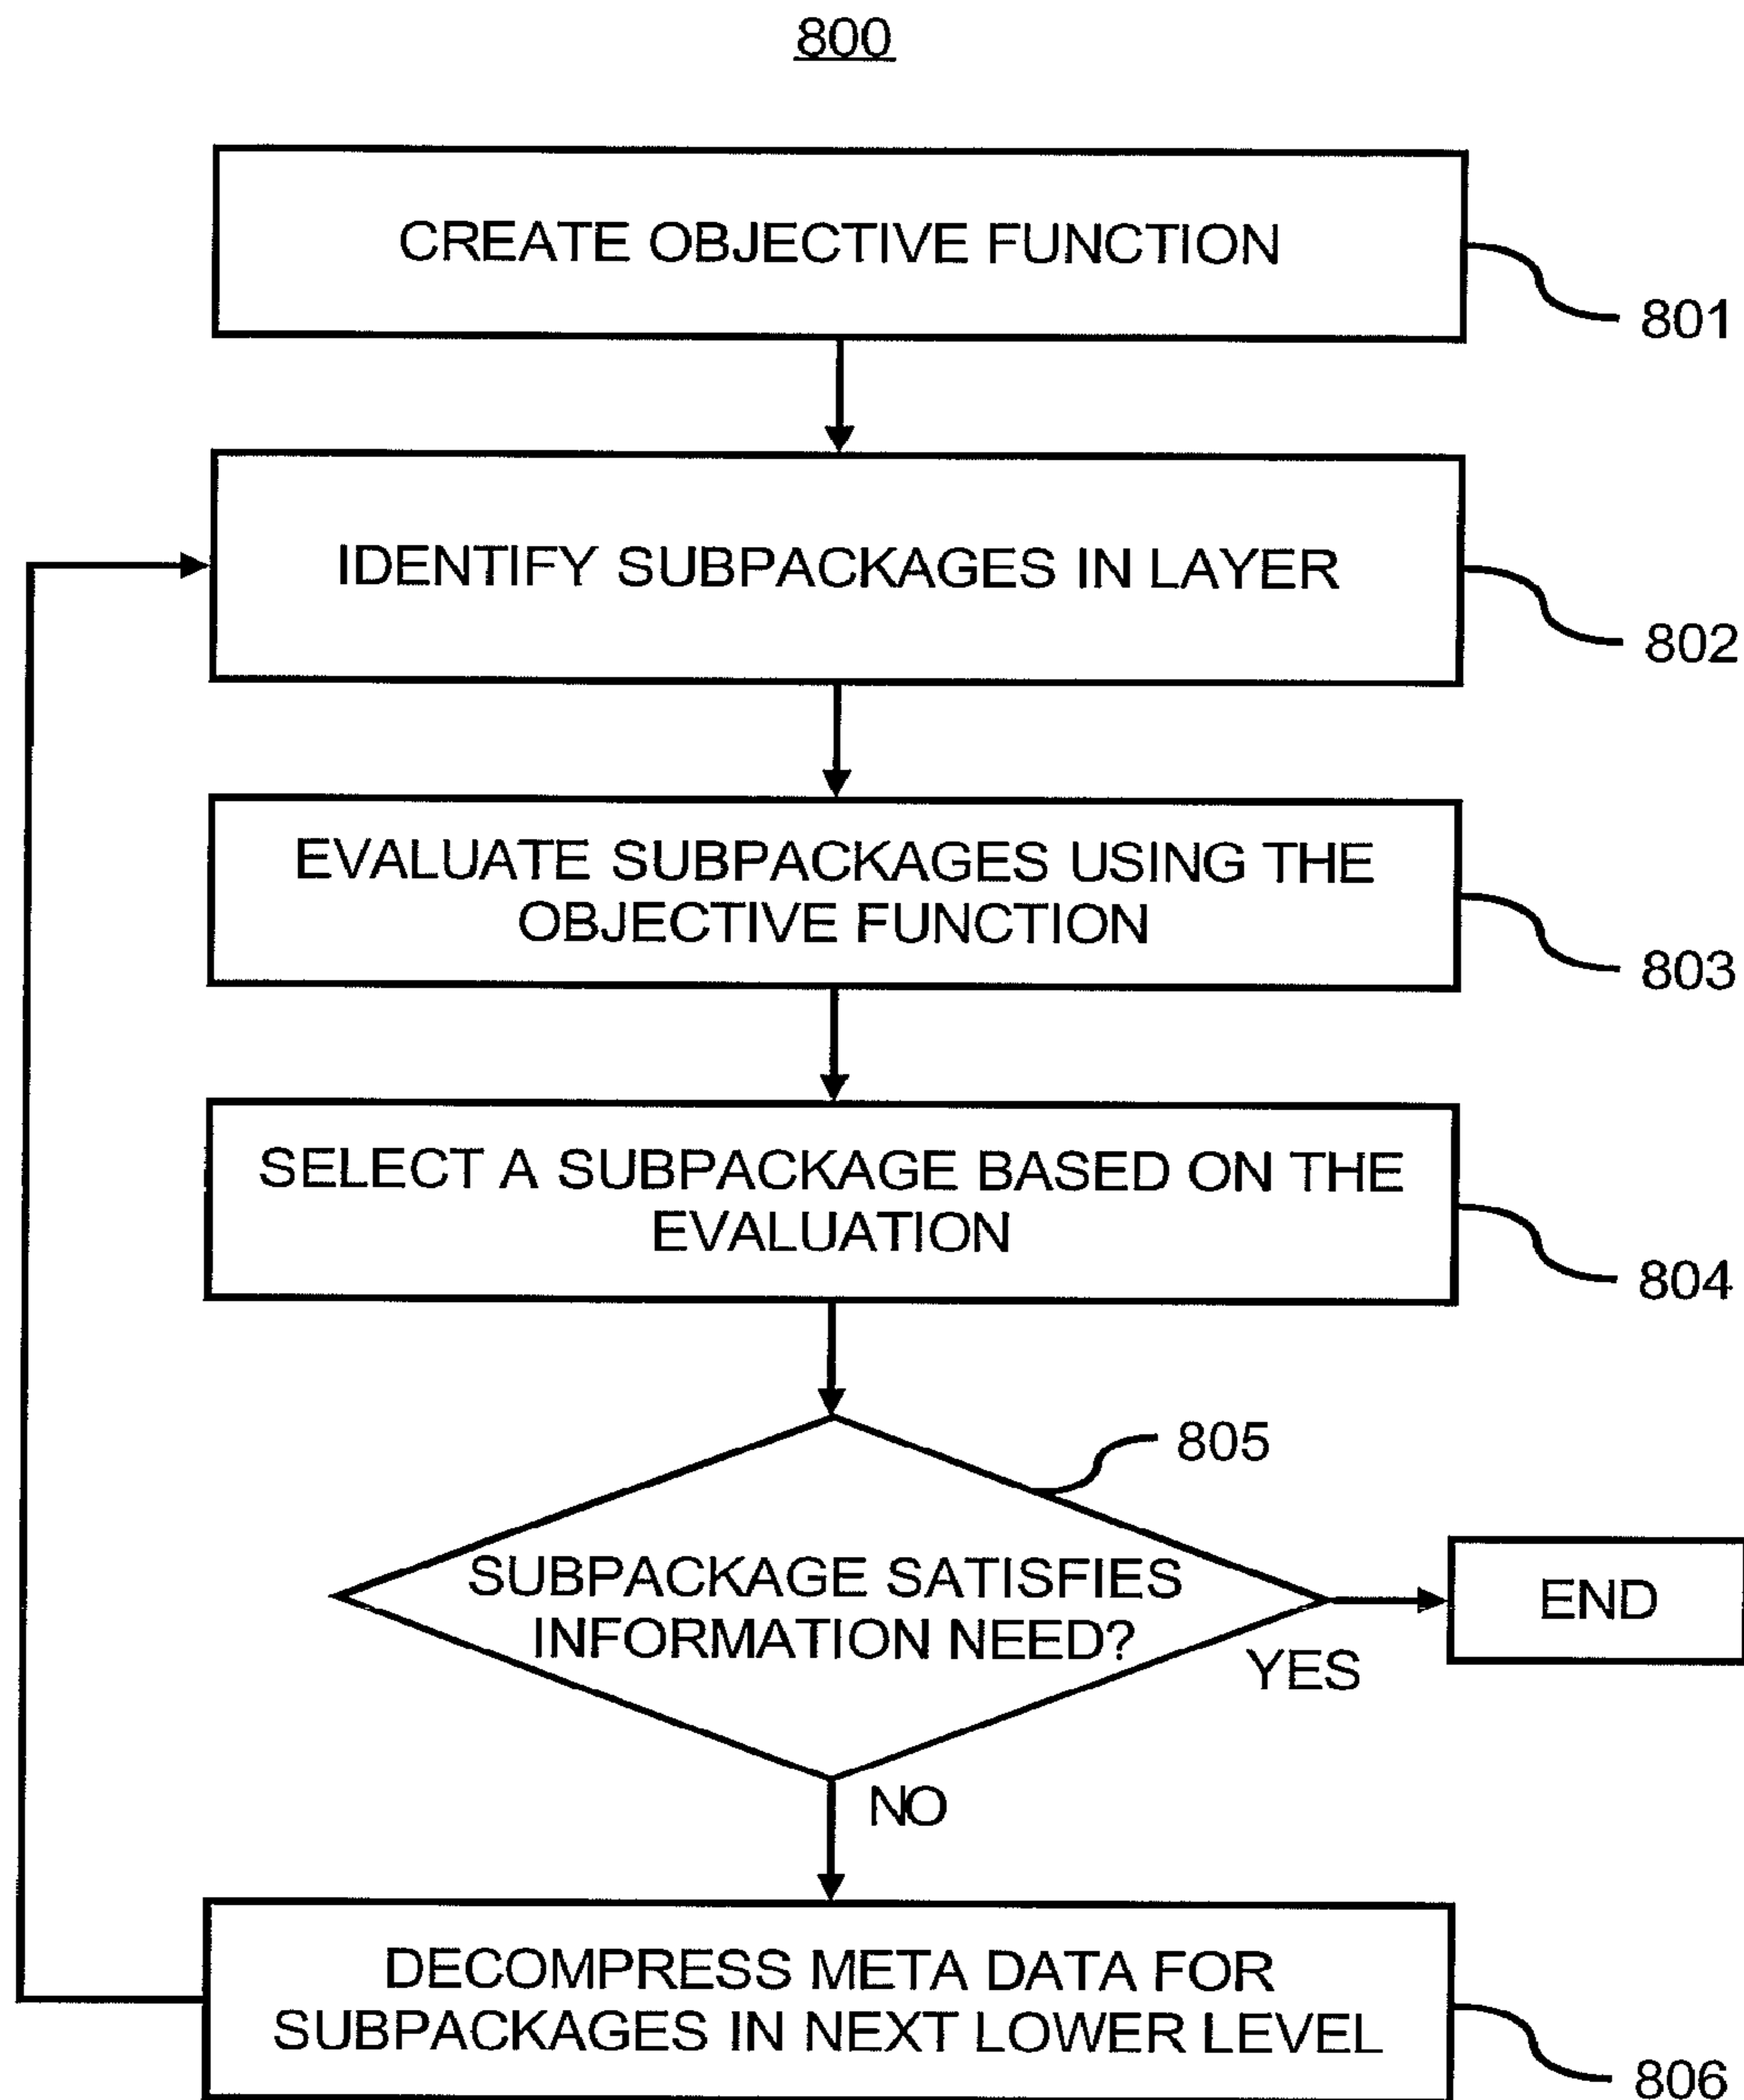 800
CREATE OBJECTIVE FUNCTION
801
IDENTIFY SUBPACKAGES IN LAYER
802
EVALUATE SUBPACKAGES USING THE
OBJECTIVE FUNCTION
803
SELECT A SUBPACKAGE BASED ON THE
EVALUATION
804
805
SUBPACKAGE SATISFIES
INFORMATION NEED?
YES
END
NO
DECOMPRESS META DATA FOR
SUBPACKAGES IN NEXT LOWER LEVEL
806